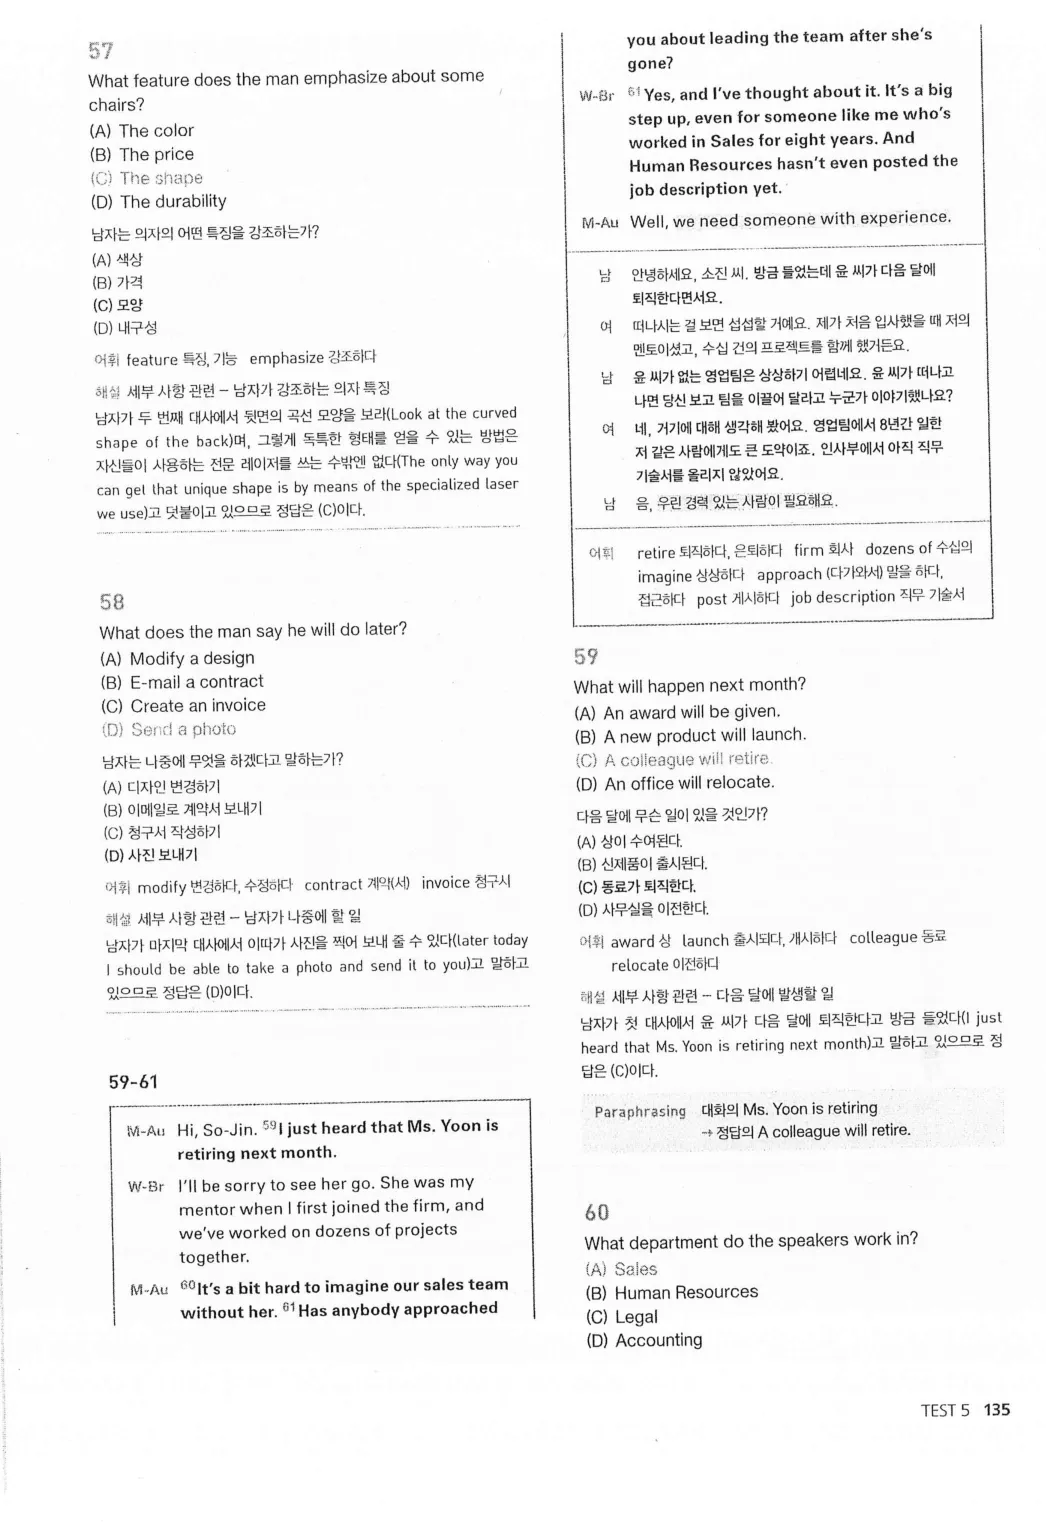 57
What feature does the man emphasize about some
chairs?
(A) The color
(B) The price
(C) The shape
(D) The durability
남자는 의자의 어떤 특징을 강조하는가?
(A) 색상
(B) 가격
(C) 모양
(D) 내구성
어휘 feature 특징, 기능 emphasize 강조하다
해설 세부 사항 관련 – 남자가 강조하는 의자 특징
남자가 두 번째 대사에서 뒷면의 곡선 모양을 보라(Look at the curved
shape of the back)며, 그렇게 독특한 형태를 얻을 수 있는 방법은
자신들이 사용하는 전문 레이저를 쓰는 수밖엔 없다(The only way you
can get that unique shape is by means of the specialized laser
we use)고 덧붙이고 있으므로 정답은 (C)이다.
58
What does the man say he will do later?
(A) Modify a design
(B) E-mail a contract
(C) Create an invoice
(D) Send a photo
남자는 나중에 무엇을 하겠다고 말하는가?
(A) 디자인 변경하기
(B) 이메일로 계약서 보내기
(C) 청구서 작성하기
(D) 사진 보내기
어휘 modify 변경하다, 수정하다 contract 계약(서) invoice 청구서
해설 세부 사항 관련 – 남자가 나중에 할 일
남자가 마지막 대사에서 이따가 사진을 찍어 보내 줄 수 있다(later today
I should be able to take a photo and send it to you)고 말하고
있으므로 정답은 (D)이다.
59-61
M-Au Hi, So-Jin. 59I just heard that Ms. Yoon is
retiring next month.
W-Br I'll be sorry to see her go. She was my
mentor when I first joined the firm, and
we've worked on dozens of projects
together.
M-Au 60It's a bit hard to imagine our sales team
without her. 61Has anybody approached
you about leading the team after she's
gone?
W-Br 61Yes, and I've thought about it. It's a big
step up, even for someone like me who's
worked in Sales for eight years. And
Human Resources hasn't even posted the
job description yet.
M-Au Well, we need someone with experience.
남 안녕하세요, 소진 씨. 방금 들었는데 윤 씨가 다음 달에
퇴직한다면서요.
여 떠나시는 걸 보면 섭섭할 거예요. 제가 처음 입사했을 때 저의
멘토이셨고, 수십 건의 프로젝트를 함께 했거든요.
남 윤 씨가 없는 영업팀은 상상하기 어렵네요. 윤 씨가 떠나고
나면 당신 보고 팀을 이끌어 달라고 누군가 이야기했나요?
여 네, 거기에 대해 생각해 봤어요. 영업팀에서 8년간 일한
저 같은 사람에게도 큰 도약이죠. 인사부에서 아직 직무
기술서를 올리지 않았어요.
남 음, 우린 경력 있는 사람이 필요해요.
어휘 retire 퇴직하다, 은퇴하다 firm 회사 dozens of 수십의
imagine 상상하다 approach (다가와서) 말을 하다,
접근하다 post 게시하다 job description 직무 기술서
59
What will happen next month?
(A) An award will be given.
(B) A new product will launch.
(C) A colleague will retire.
(D) An office will relocate.
다음 달에 무슨 일이 있을 것인가?
(A) 상이 수여된다.
(B) 신제품이 출시된다.
(C) 동료가 퇴직한다.
(D) 사무실을 이전한다.
어휘 award 상 launch 출시되다, 개시하다 colleague 동료
relocate 이전하다
해설 세부 사항 관련 – 다음 달에 발생할 일
남자가 첫 대사에서 윤 씨가 다음 달에 퇴직한다고 방금 들었다(I just
heard that Ms. Yoon is retiring next month)고 말하고 있으므로 정
답은 (C)이다.
Paraphrasing 대화의 Ms. Yoon is retiring
→ 정답의 A colleague will retire.
60
What department do the speakers work in?
(A) Sales
(B) Human Resources
(C) Legal
(D) Accounting
TEST 5 135